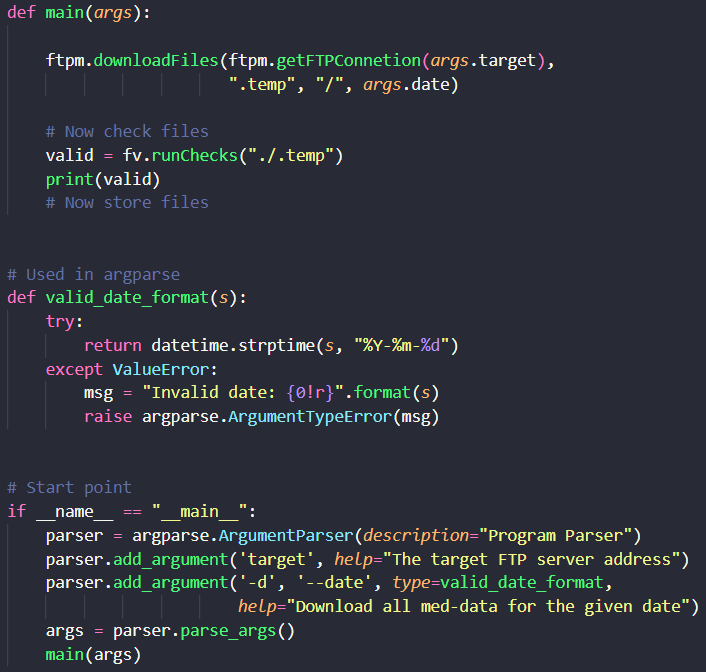 def main(args):
    ftpm.downloadFiles(ftpm.getFTPConnetion(args.target),
                       ".temp", "/", args.date)
    # Now check files
    valid = fv.runChecks("./.temp")
    print(valid)
    # Now store files
# Used in argparse
def valid_date_format(s):
    try:
        return datetime.strptime(s, "%Y-%m-%d")
    except ValueError:
        msg = "Invalid date: {0!r}".format(s)
        raise argparse.ArgumentTypeError(msg)
# Start point
if __name__ == "__main__":
    parser = argparse.ArgumentParser(description="Program Parser")
    parser.add_argument('target', help="The target FTP server address")
    parser.add_argument('-d', '--date', type=valid_date_format,
                        help="Download all med-data for the given date")
    args = parser.parse_args()
    main(args)